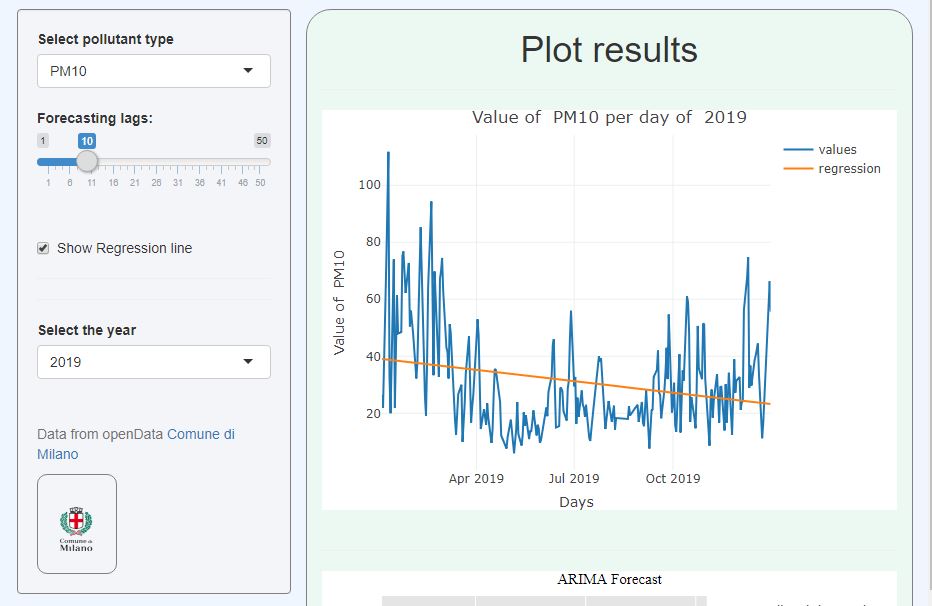 Select pollutant type
PM10
Forecasting lags:
1 10 50
1 6 11 16 21 26 31 36 41 46 50
Show Regression line
Select the year
2019
Data from openData Comune di
Milano
Comune di
Milano
Plot results
Value of PM10 per day of 2019
values
regression
Value of PM10
100
80
60
40
20
Apr 2019 Jul 2019 Oct 2019
Days
ARIMA Forecast